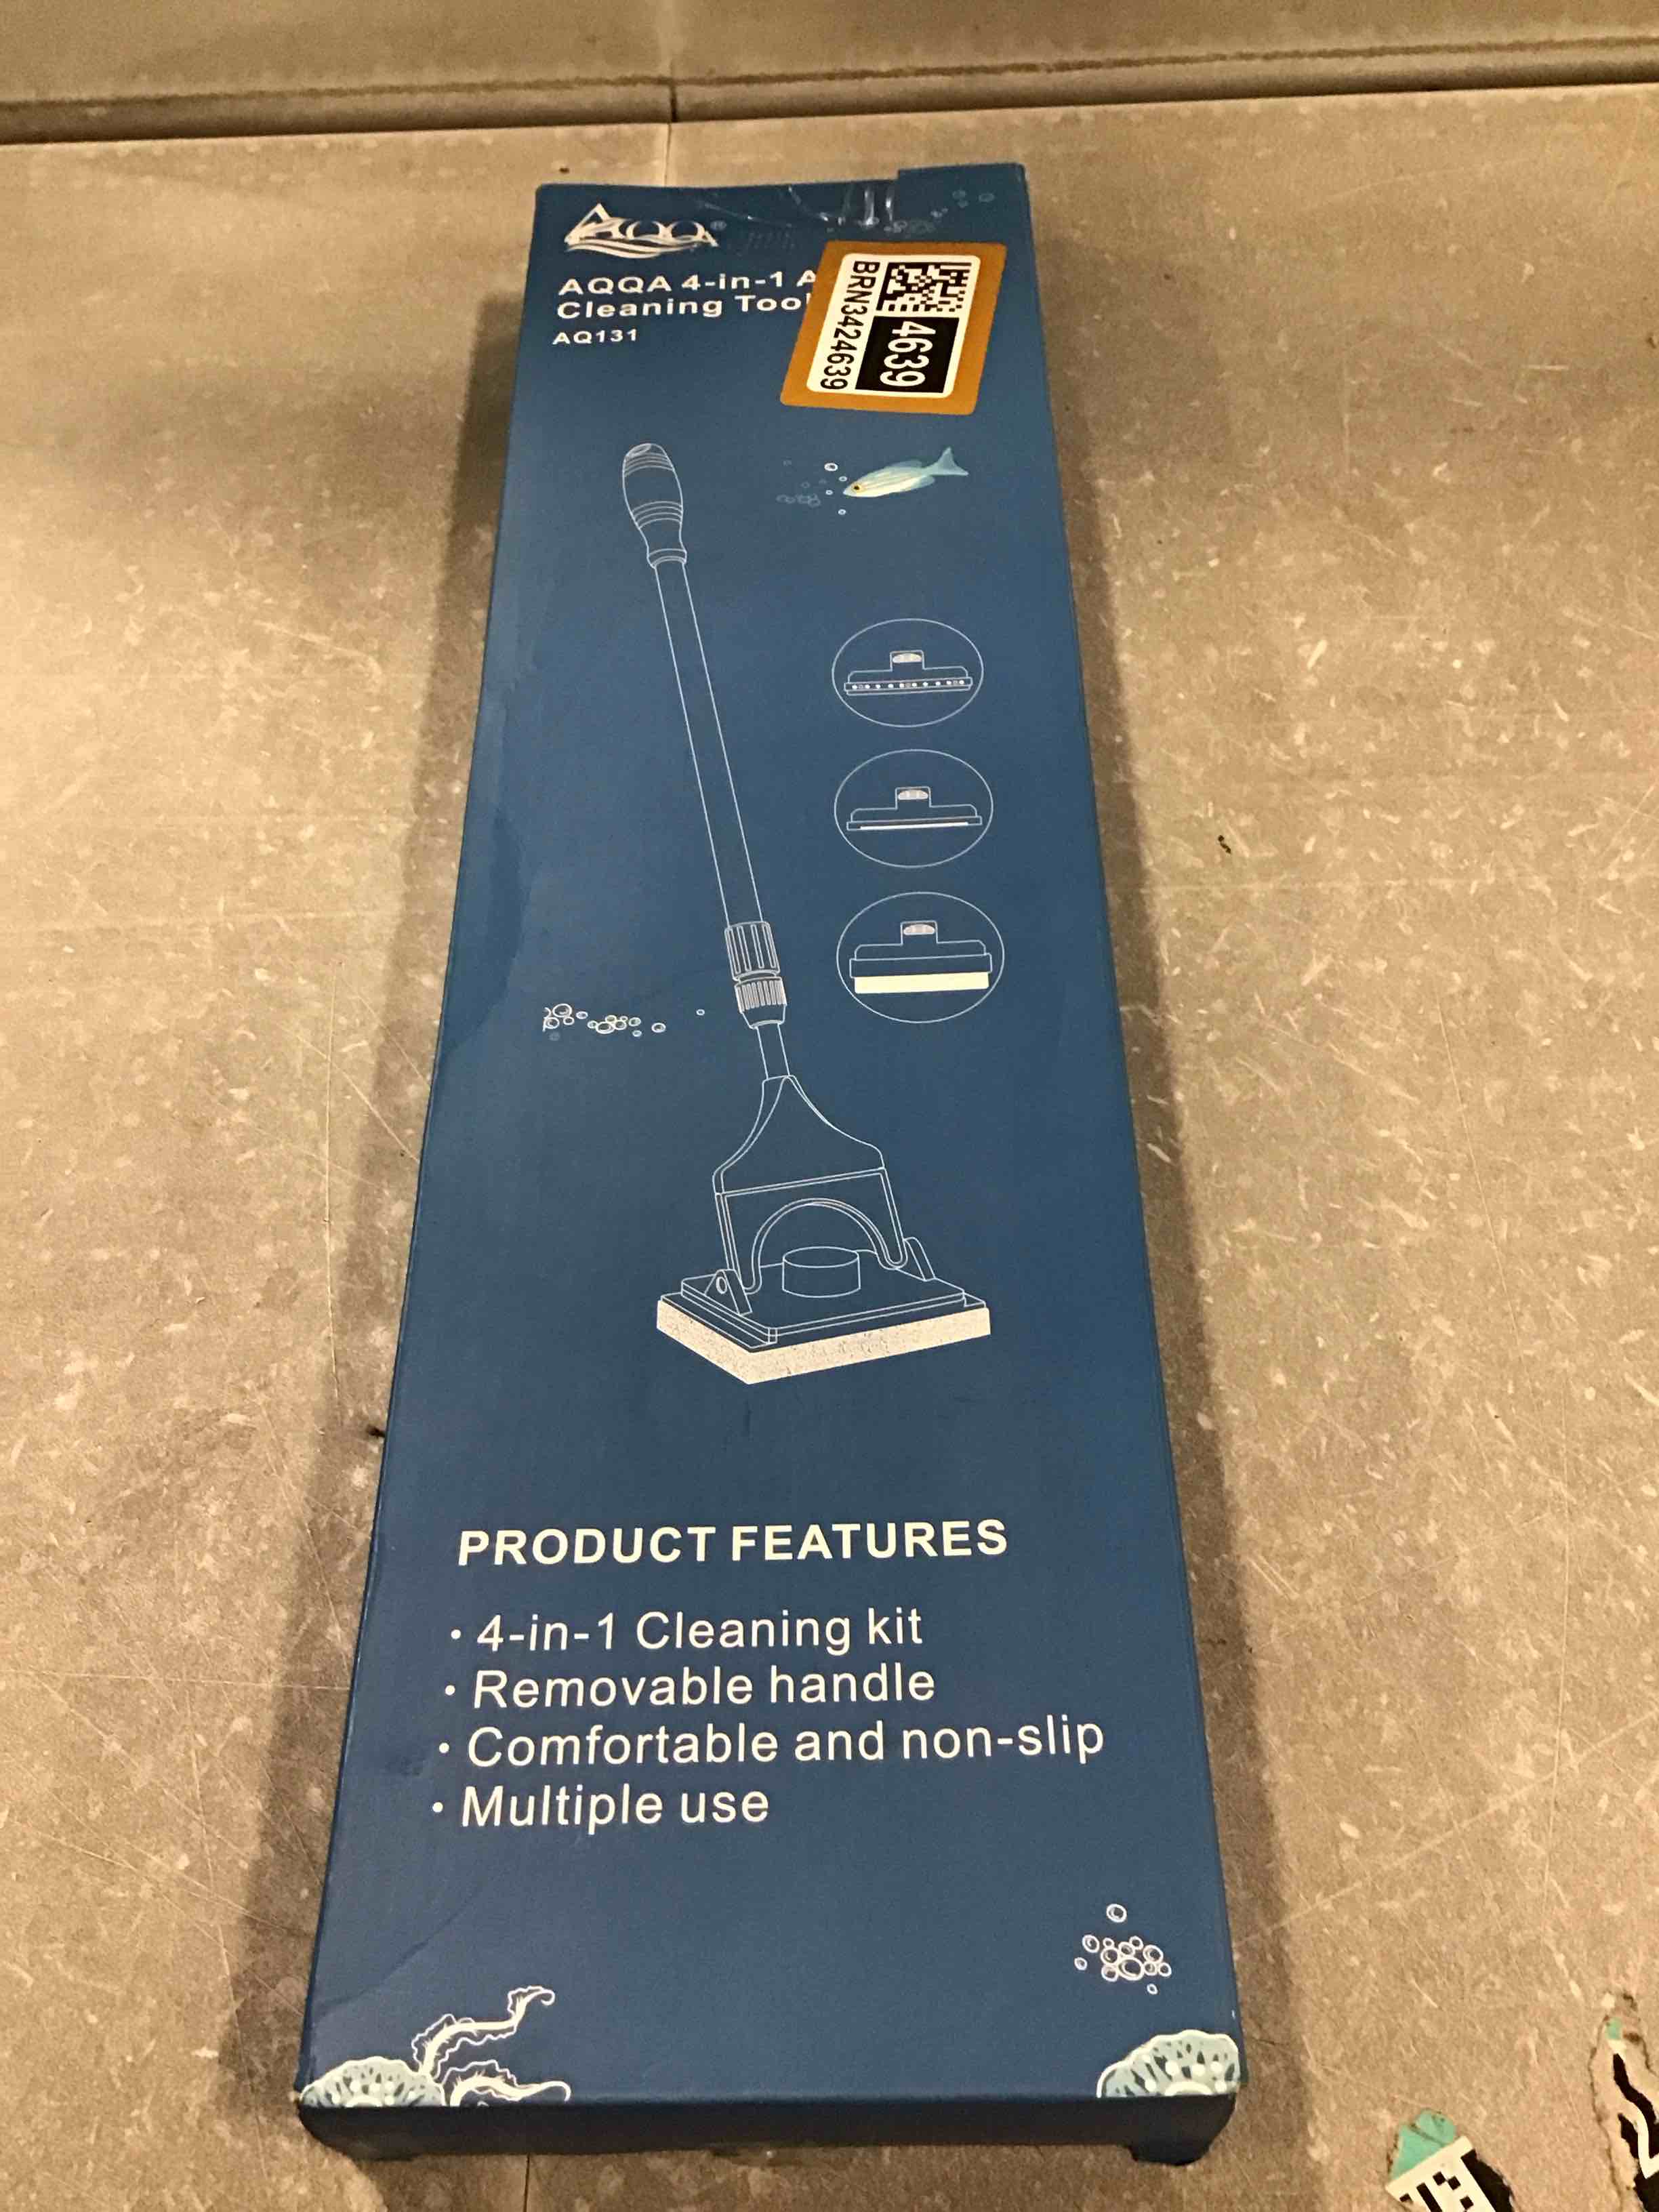 AQQA®
AQQA 4-in-1 A
Cleaning Tool
AQ131
BRN3424639
4639
PRODUCT FEATURES
· 4-in-1 Cleaning kit
· Removable handle
· Comfortable and non-slip
· Multiple use